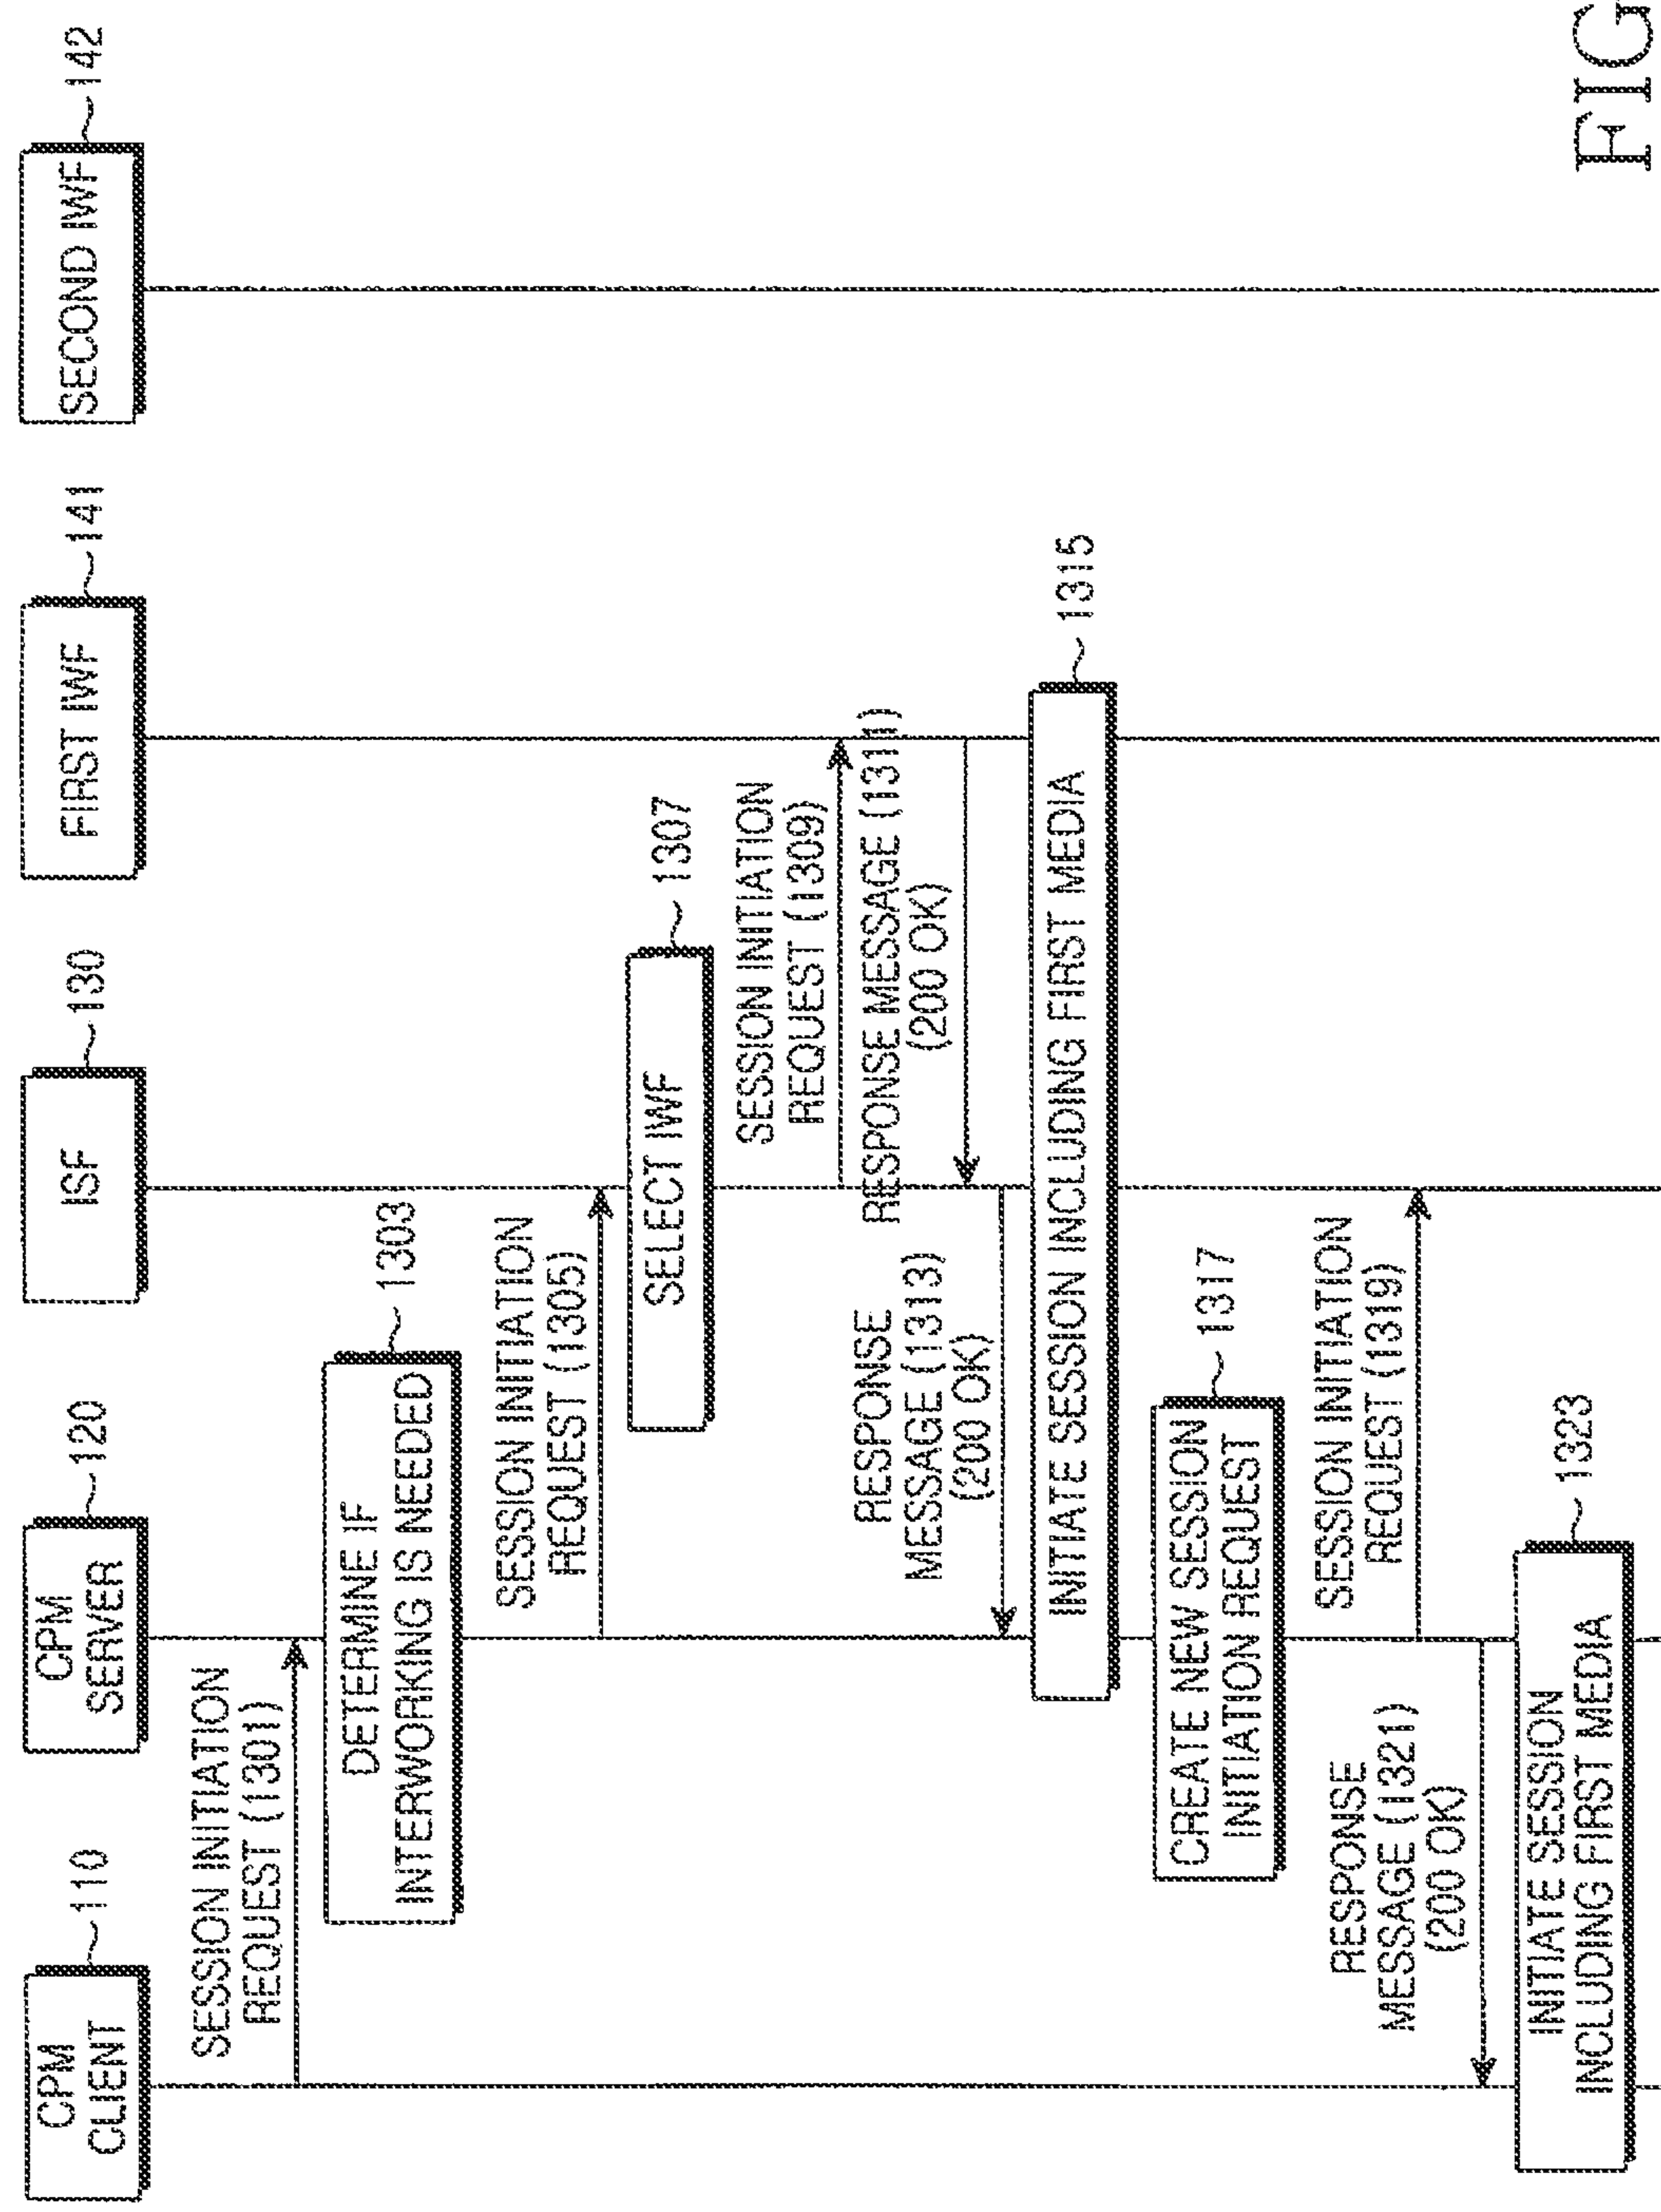 CPM
CLIENT
110
CPM
SERVER
120
ISF
130
FIRST IWF
141
SECOND IWF
142
SESSION INITIATION
REQUEST (1301)
DETERMINE IF
INTERWORKING IS NEEDED
1303
SESSION INITIATION
REQUEST (1305)
SELECT IWF
1307
SESSION INITIATION
REQUEST (1309)
RESPONSE MESSAGE (1311)
(200 OK)
RESPONSE
MESSAGE (1313)
(200 OK)
INITIATE SESSION INCLUDING FIRST MEDIA
1315
CREATE NEW SESSION
INITIATION REQUEST
1317
SESSION INITIATION
REQUEST (1319)
RESPONSE
MESSAGE (1321)
(200 OK)
INITIATE SESSION
INCLUDING FIRST MEDIA
1323
FIG